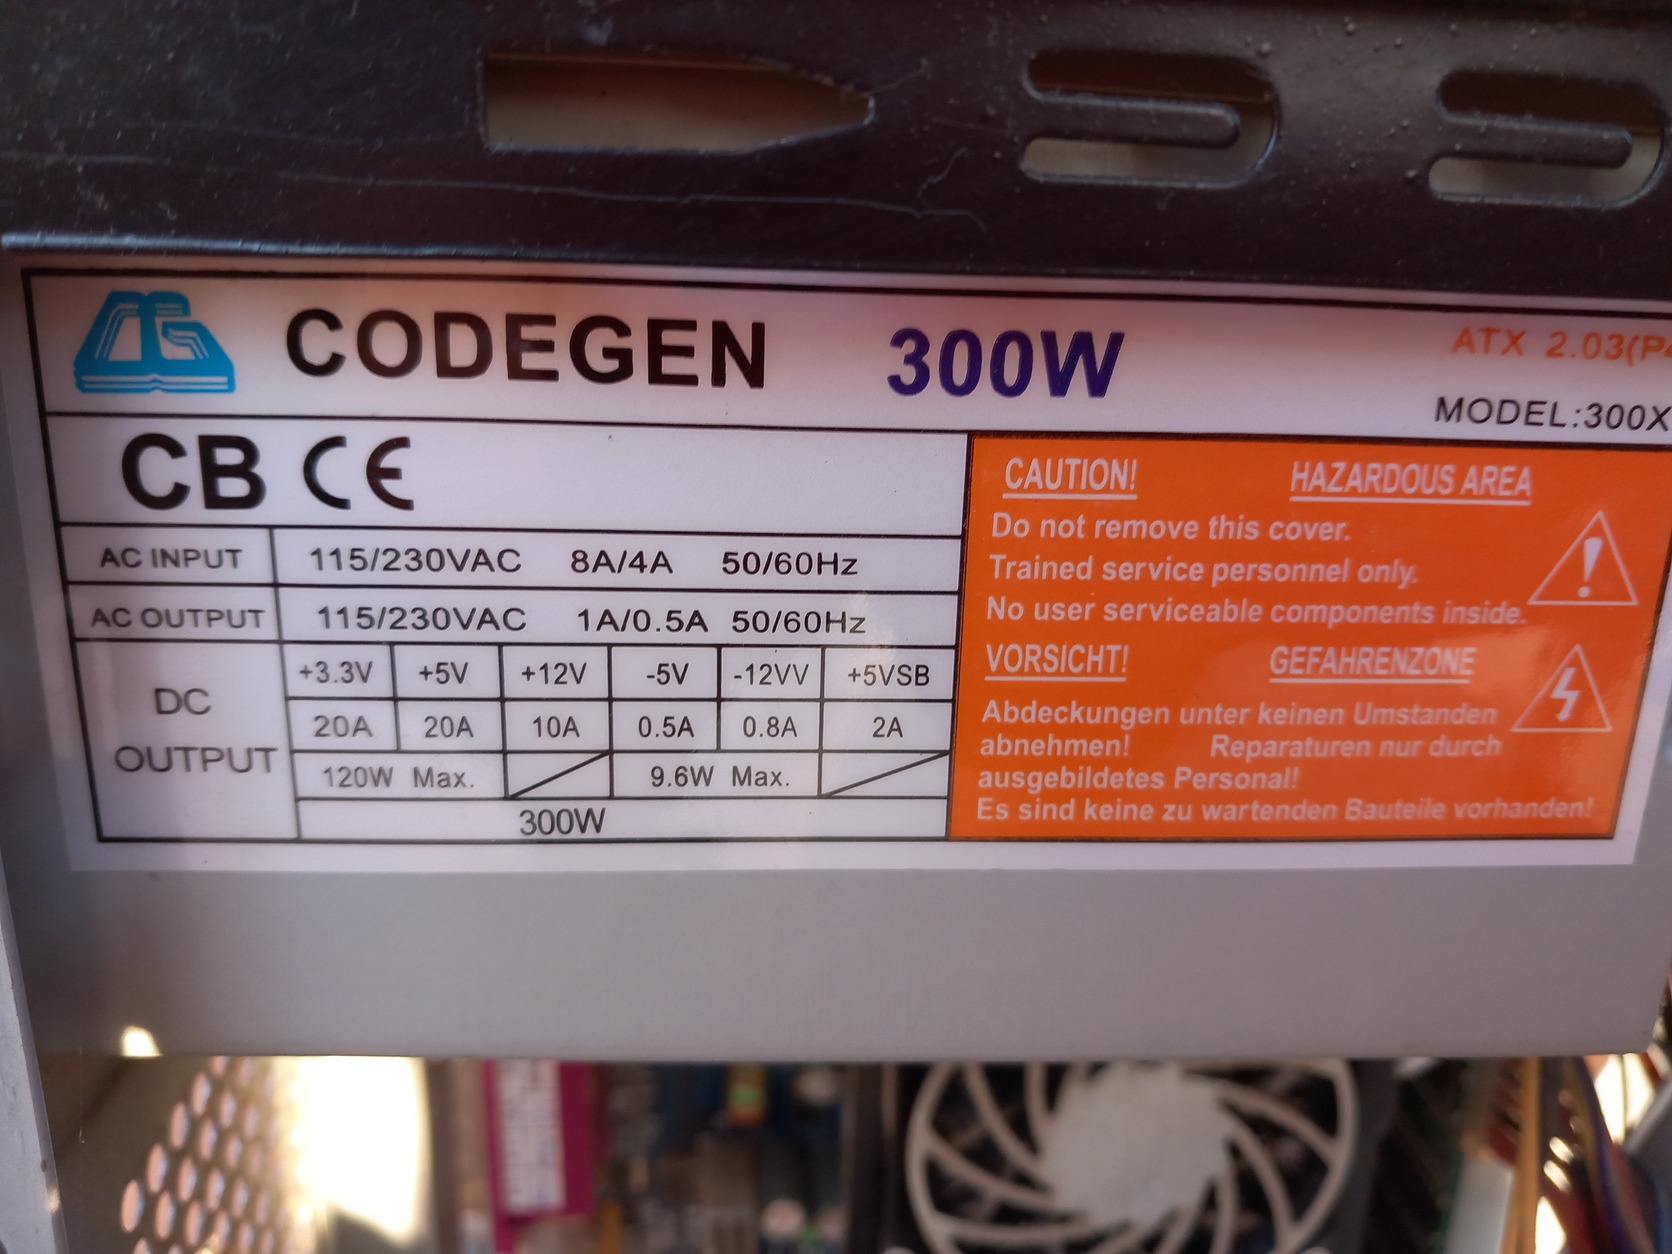 CODEGEN 300W ATX 2.03(P4
MODEL:300X
CB CE
AC INPUT 115/230VAC 8A/4A 50/60Hz
AC OUTPUT 115/230VAC 1A/0.5A 50/60Hz
DC OUTPUT
+3.3V +5V +12V -5V -12VV +5VSB
20A 20A 10A 0.5A 0.8A 2A
120W Max. 9.6W Max.
300W
CAUTION! HAZARDOUS AREA
Do not remove this cover.
Trained service personnel only.
No user serviceable components inside.
VORSICHT! GEFAHRENZONE
Abdeckungen unter keinen Umstanden
abnehmen! Reparaturen nur durch
ausgebildetes Personal!
Es sind keine zu wartenden Bauteile vorhanden!